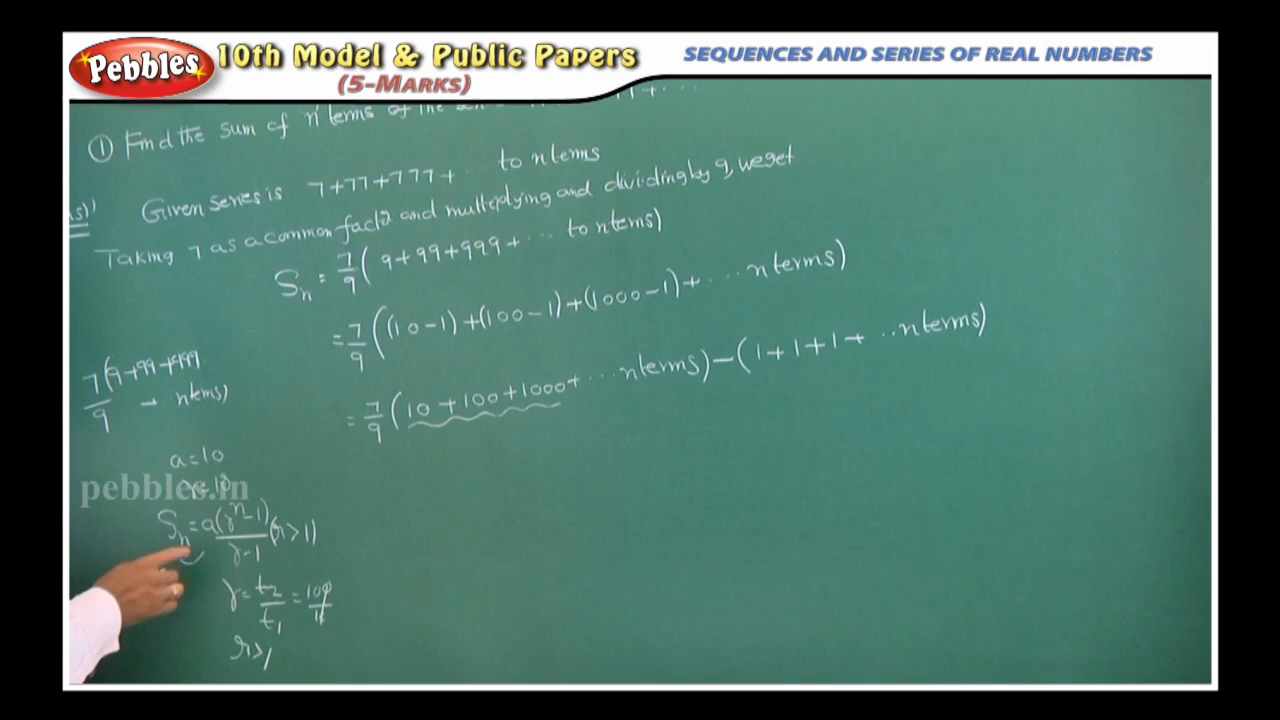 Pebbles
10th Model & Public Papers
(5-MARKS)
SEQUENCES AND SERIES OF REAL NUMBERS
① Find the sum of n terms of the
Given series is 7+77+777+ ... to n terms
Taking 7 as a common factor and multiplying and dividing by 9, we get
Sn = 7/9 ( 9+99+999+ ... to n terms)
= 7/9 ((10-1)+(100-1)+(1000-1)+ ... n terms)
= 7/9 (10+100+1000+ ... n terms)-(1+1+1+ ... n terms)
7/9 (9+99+999
+ n tems)
a=10
r=10
pebbles.in
Sn = a(r^n-1)/r-1 (r>1)
r = t2/t1 = 100/10
r>1